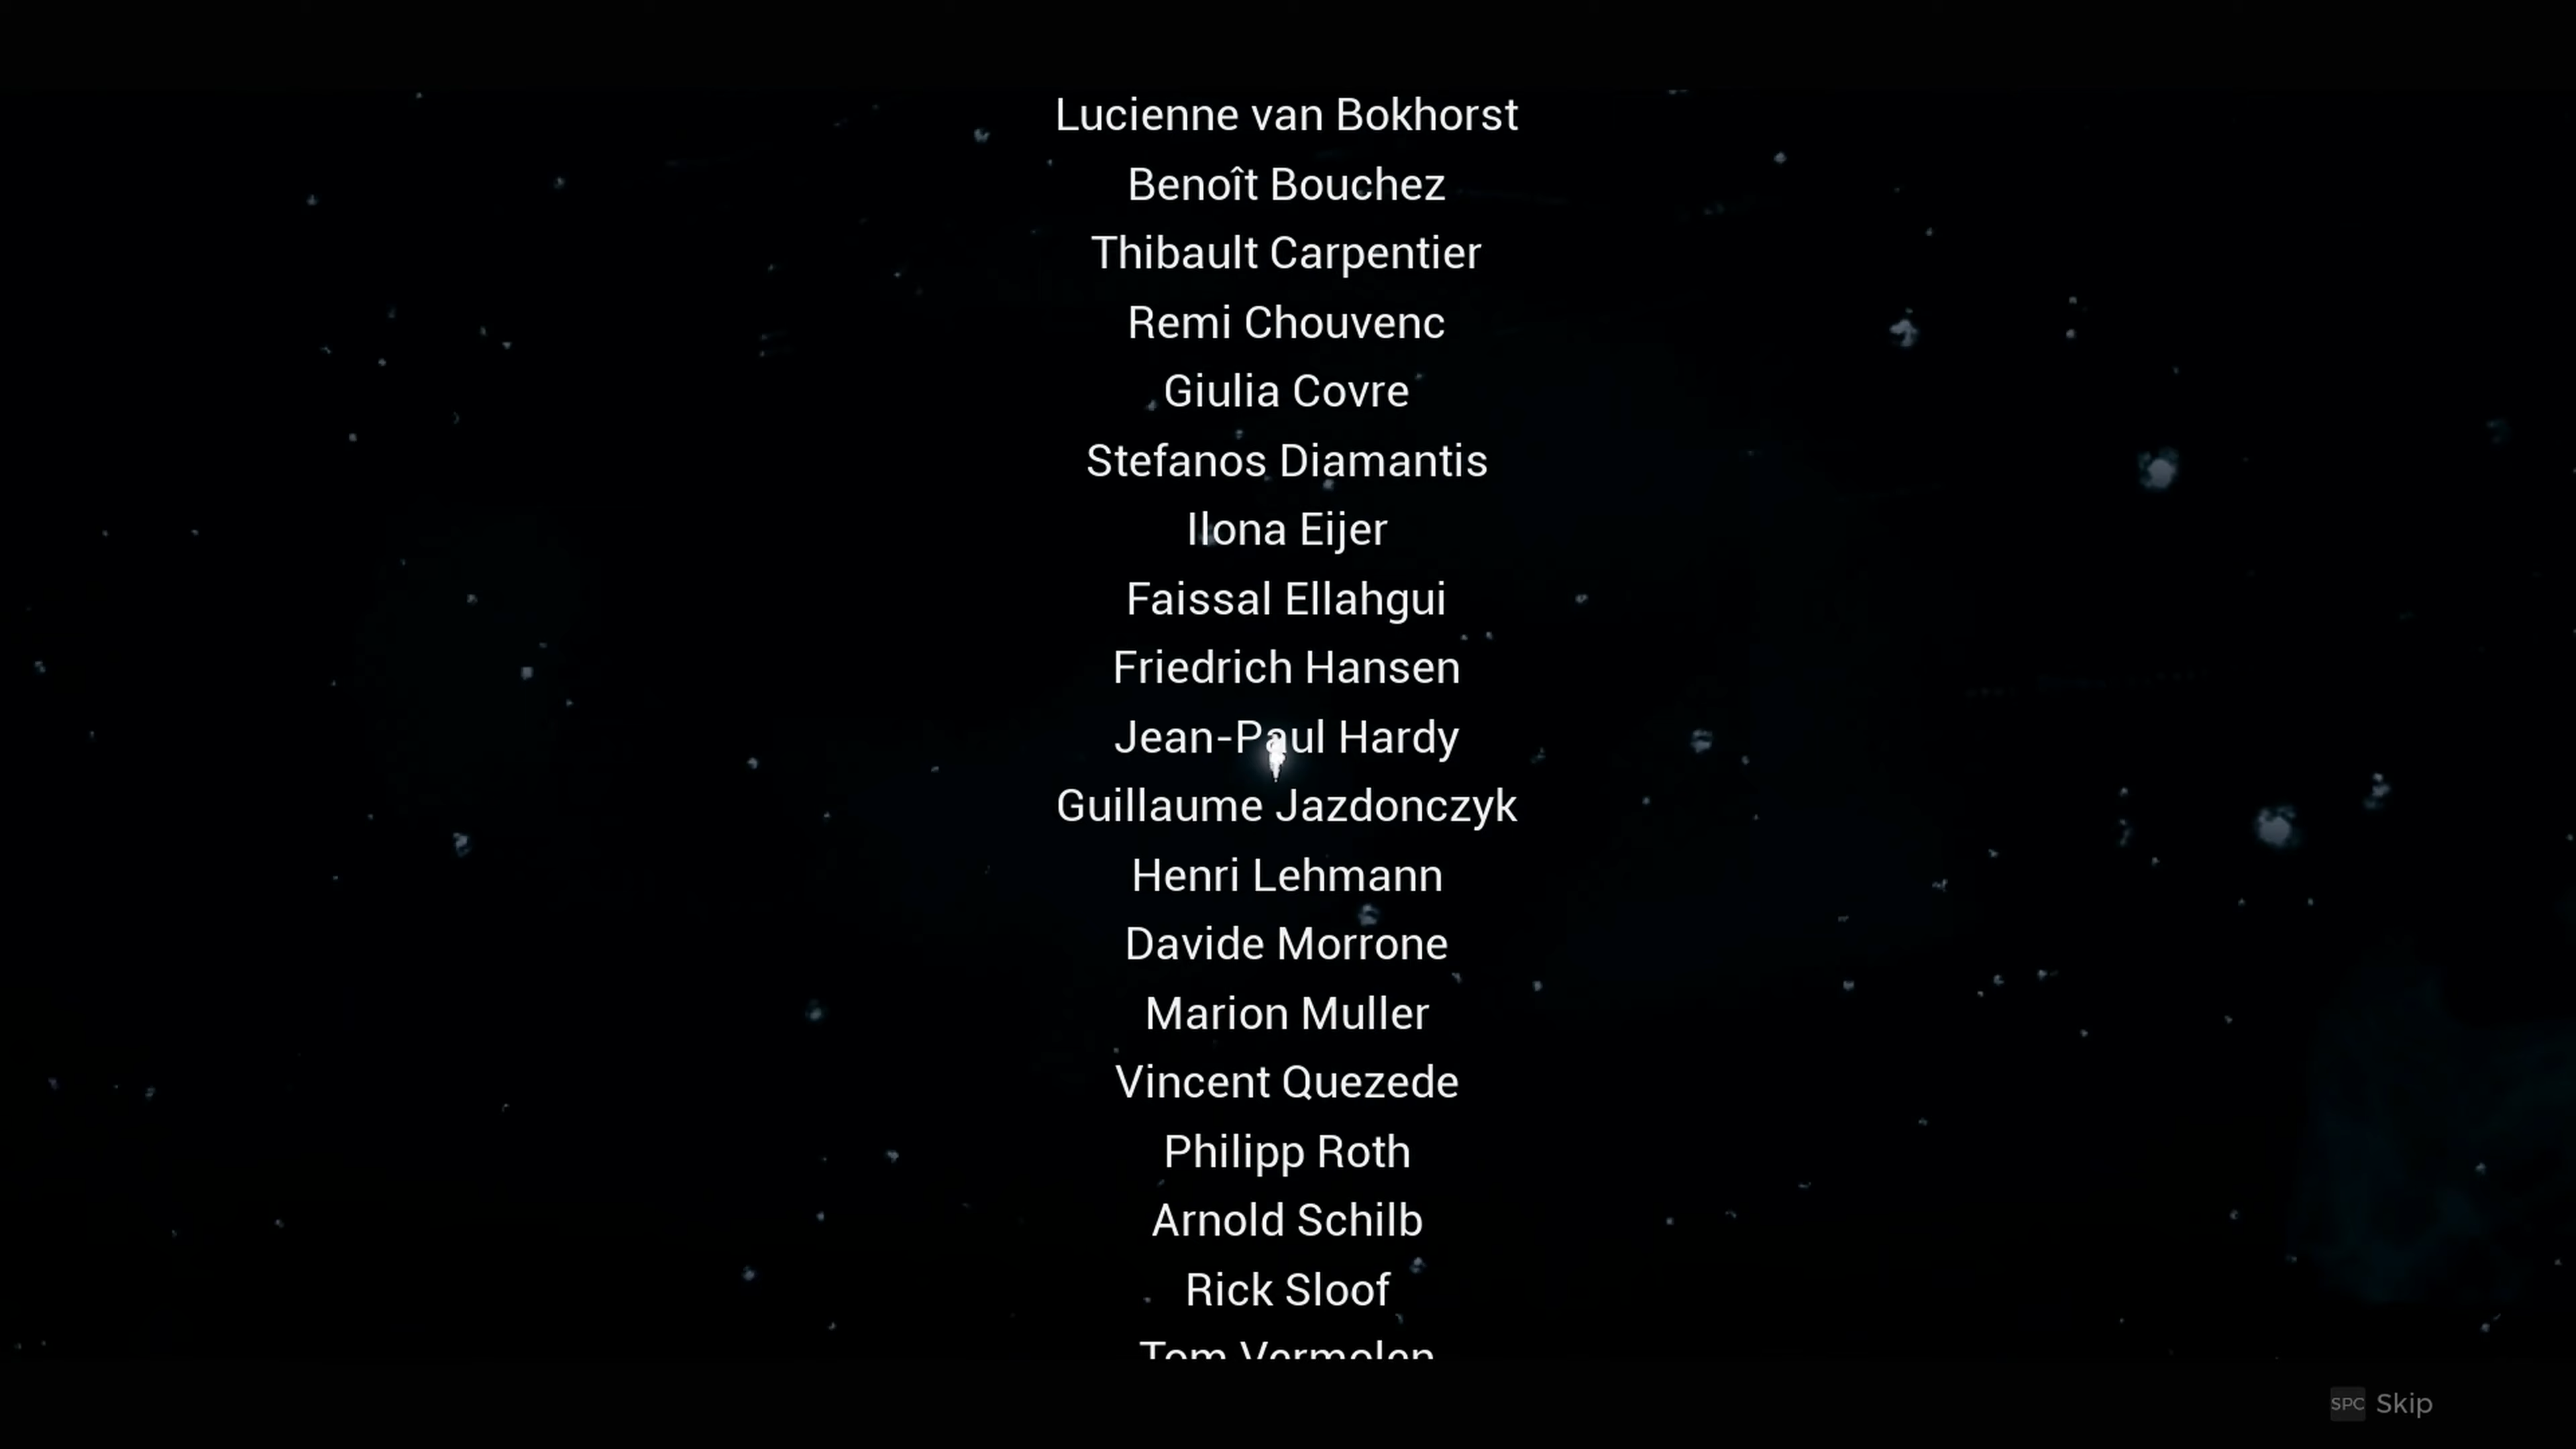 Lucienne van Bokhorst
Benoît Bouchez
Thibault Carpentier
Remi Chouvenc
Giulia Covre
Stefanos Diamantis
Ilona Eijer
Faissal Ellahgui
Friedrich Hansen
Jean-Paul Hardy
Guillaume Jazdonczyk
Henri Lehmann
Davide Morrone
Marion Muller
Vincent Quezede
Philipp Roth
Arnold Schilb
Rick Sloof
Tom Vermolen
SPC Skip